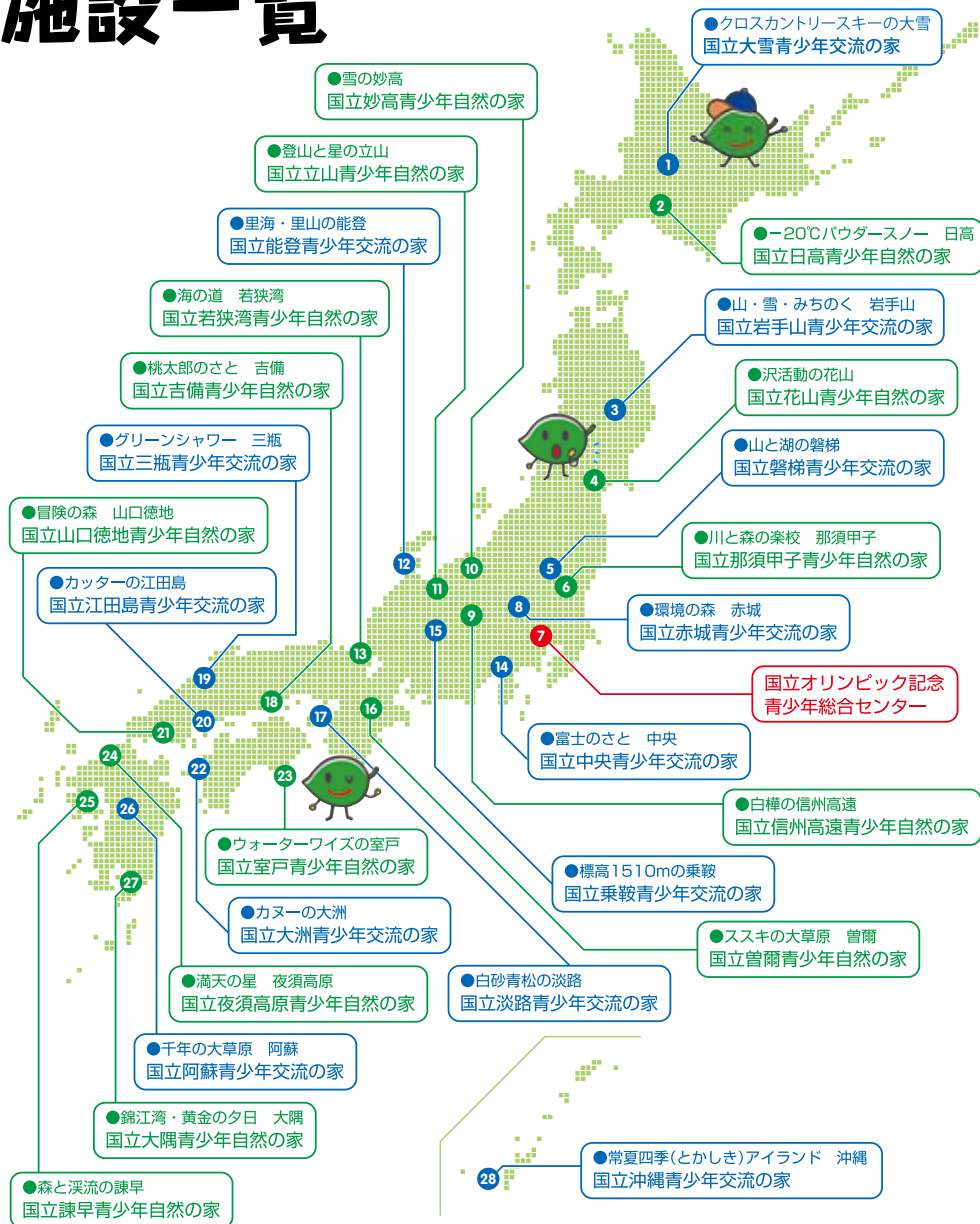 施設一覧
●クロスカントリースキーの大雪
国立大雪青少年交流の家
●雪の妙高
国立妙高青少年自然の家
●登山と星の立山
国立立山青少年自然の家
●里海・里山の能登
国立能登青少年交流の家
●−20℃パウダースノー　日高
国立日高青少年自然の家
●海の道　若狭湾
国立若狭湾青少年自然の家
●山・雪・みちのく　岩手山
国立岩手山青少年交流の家
●桃太郎のさと　吉備
国立吉備青少年自然の家
●沢活動の花山
国立花山青少年自然の家
●グリーンシャワー　三瓶
国立三瓶青少年交流の家
●山と湖の磐梯
国立磐梯青少年交流の家
●冒険の森　山口徳地
国立山口徳地青少年自然の家
●川と森の楽校　那須甲子
国立那須甲子青少年自然の家
●カッターの江田島
国立江田島青少年交流の家
●環境の森　赤城
国立赤城青少年交流の家
国立オリンピック記念
青少年総合センター
●富士のさと　中央
国立中央青少年交流の家
●白樺の信州高遠
国立信州高遠青少年自然の家
●ウォーターワイズの室戸
国立室戸青少年自然の家
●標高1510mの乗鞍
国立乗鞍青少年交流の家
●カヌーの大洲
国立大洲青少年交流の家
●ススキの大草原　曽爾
国立曽爾青少年自然の家
●満天の星　夜須高原
国立夜須高原青少年自然の家
●白砂青松の淡路
国立淡路青少年交流の家
●千年の大草原　阿蘇
国立阿蘇青少年交流の家
●錦江湾・黄金の夕日　大隅
国立大隅青少年自然の家
●常夏四季(とかしき)アイランド　沖縄
国立沖縄青少年交流の家
●森と渓流の諫早
国立諫早青少年自然の家
1
2
3
4
5
6
7
8
9
10
11
12
13
14
15
16
17
18
19
20
21
22
23
24
25
26
27
28